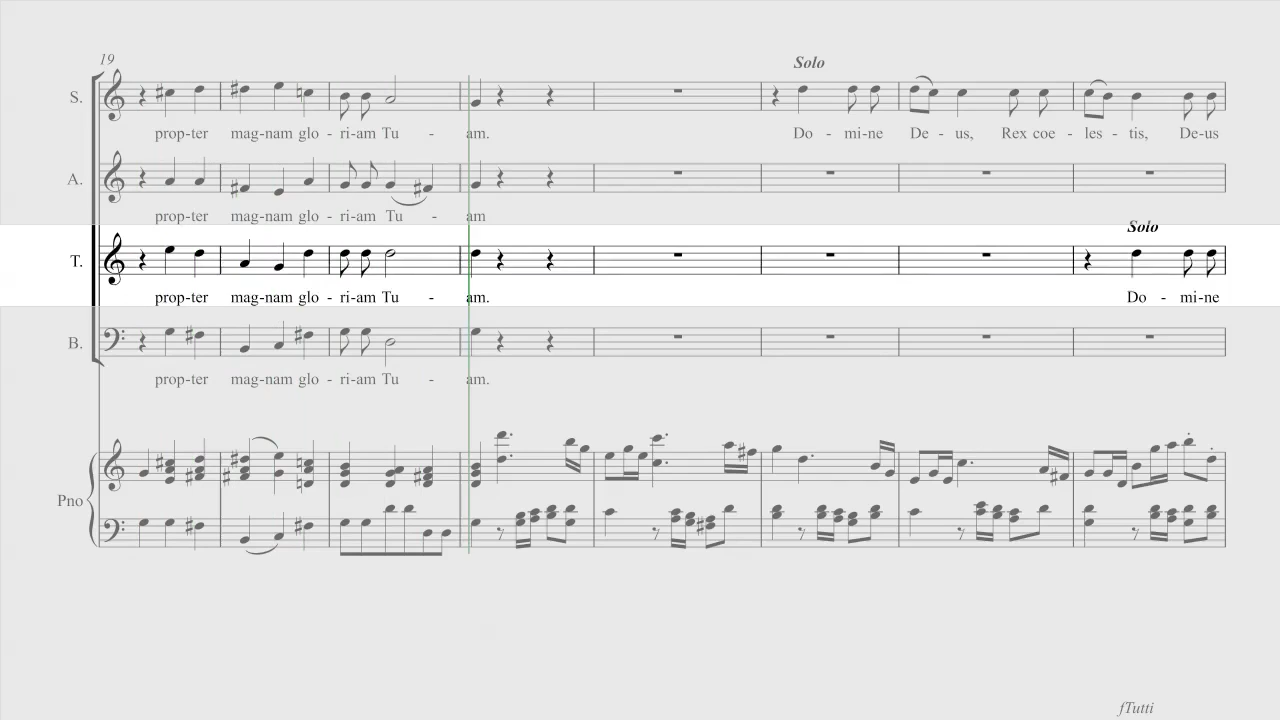 19
Solo
S.
prop-ter mag-nam glo - ri-am Tu - am. Do - mi-ne De - us, Rex coe - les - tis, De-us
A.
prop-ter mag-nam glo - ri-am Tu - am
Solo
T.
prop-ter mag-nam glo - ri-am Tu - am. Do - mi-ne
B.
prop-ter mag-nam glo - ri-am Tu - am.
Pno
fTutti